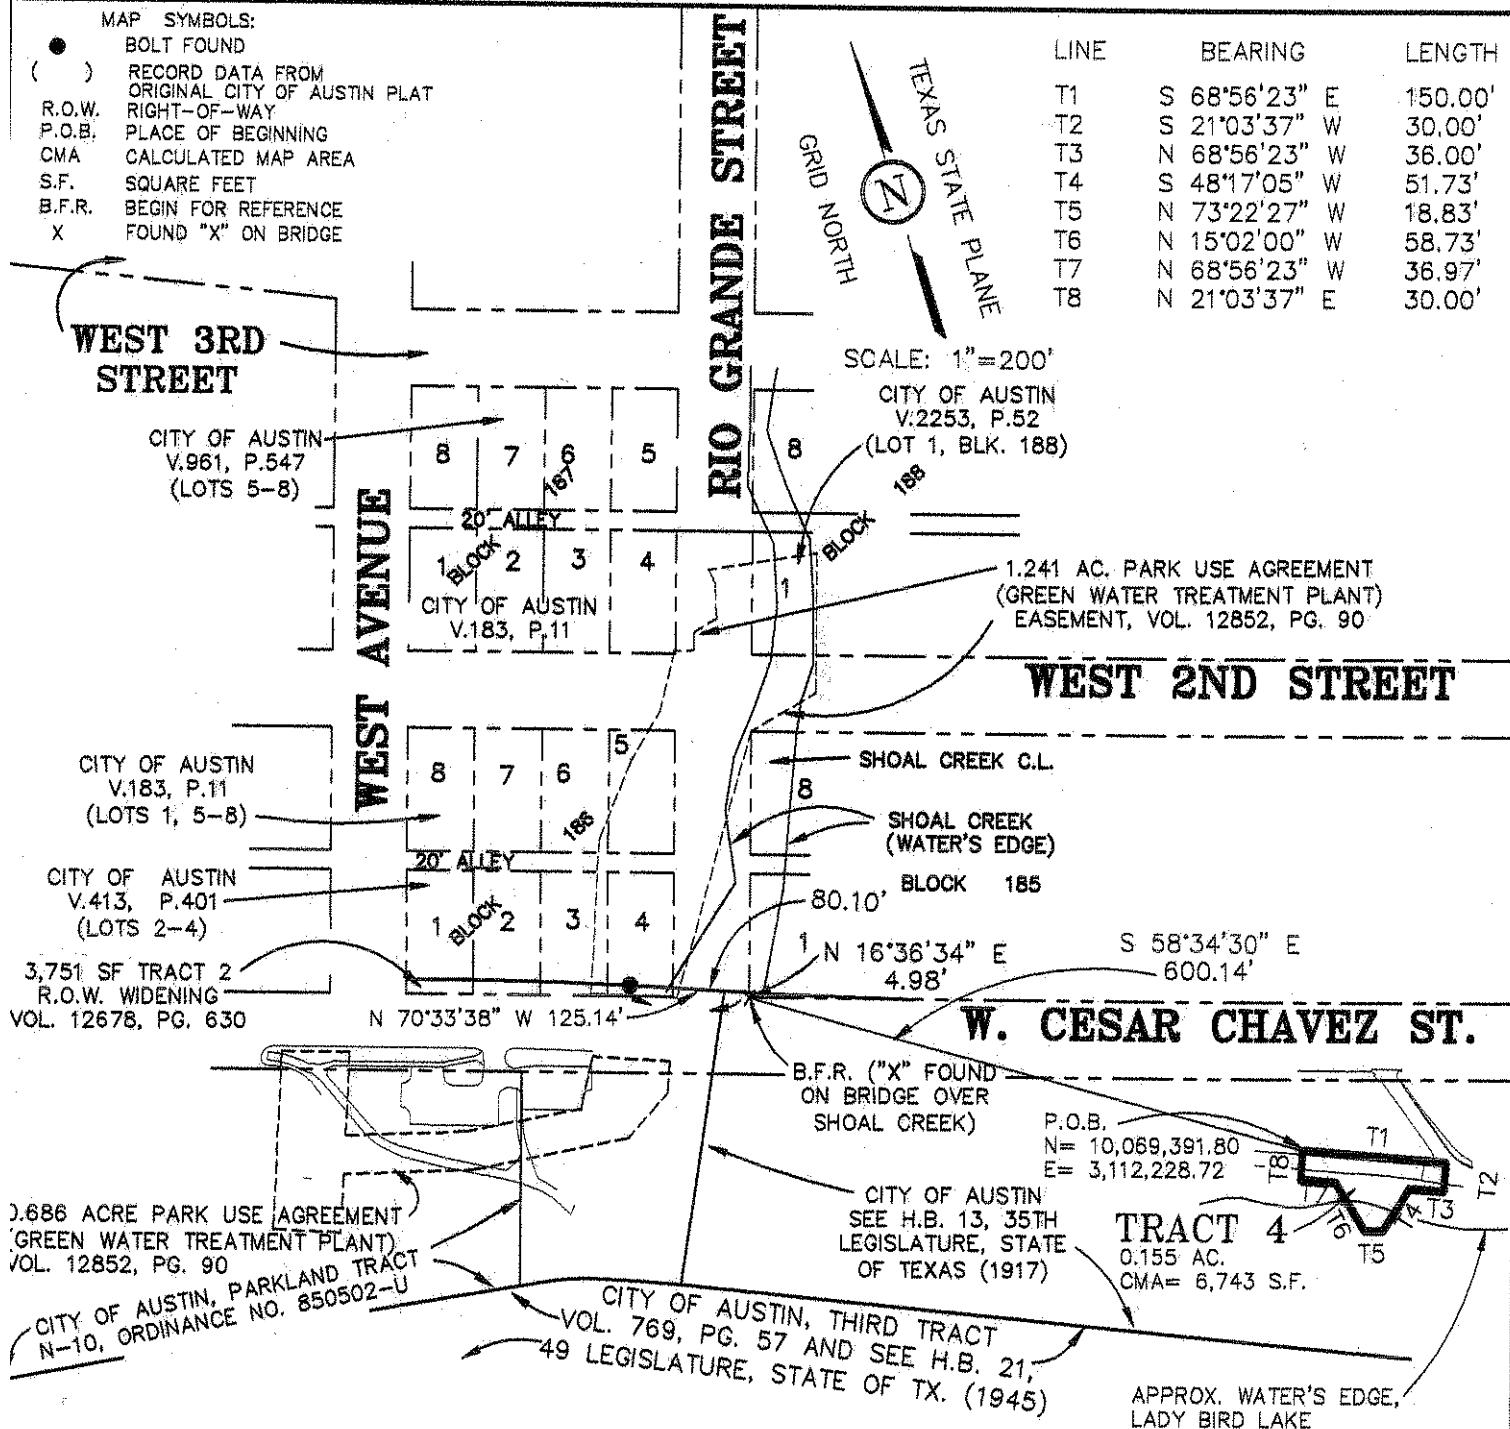 MAP SYMBOLS:
BOLT FOUND
( ) RECORD DATA FROM
ORIGINAL CITY OF AUSTIN PLAT
R.O.W. RIGHT-OF-WAY
P.O.B. PLACE OF BEGINNING
CMA CALCULATED MAP AREA
S.F. SQUARE FEET
B.F.R. BEGIN FOR REFERENCE
X FOUND "X" ON BRIDGE
RIO GRANDE STREET
TEXAS STATE PLANE
N
GRID NORTH
SCALE: 1"=200'
LINE BEARING LENGTH
T1 S 68°56'23" E 150.00'
T2 S 21°03'37" W 30.00'
T3 N 68°56'23" W 36.00'
T4 S 48°17'05" W 51.73'
T5 N 73°22'27" W 18.83'
T6 N 15°02'00" W 58.73'
T7 N 68°56'23" W 36.97'
T8 N 21°03'37" E 30.00'
WEST 3RD
STREET
CITY OF AUSTIN
V.2253, P.52
(LOT 1, BLK. 188)
CITY OF AUSTIN
V.961, P.547
(LOTS 5-8)
8 7 6 5
187
8
188
BLOCK
20' ALLEY
1 2 3 4
BLOCK
1
CITY OF AUSTIN
V.183, P.11
WEST AVENUE
1.241 AC. PARK USE AGREEMENT
(GREEN WATER TREATMENT PLANT)
EASEMENT, VOL. 12852, PG. 90
WEST 2ND STREET
CITY OF AUSTIN
V.183, P.11
(LOTS 1, 5-8)
8 7 6 5
186
8
SHOAL CREEK C.L.
SHOAL CREEK
(WATER'S EDGE)
20' ALLEY
BLOCK 185
CITY OF AUSTIN
V.413, P.401
(LOTS 2-4)
1 2 3 4
BLOCK
80.10'
1
N 16°36'34" E
4.98'
S 58°34'30" E
600.14'
3,751 SF TRACT 2
R.O.W. WIDENING
VOL. 12678, PG. 630
N 70°33'38" W 125.14'
W. CESAR CHAVEZ ST.
B.F.R. ("X" FOUND
ON BRIDGE OVER
SHOAL CREEK)
P.O.B.
N= 10,069,391.80
E= 3,112,228.72
T1
T8
T2
T3
T4
T6
T5
TRACT 4
0.155 AC.
CMA= 6,743 S.F.
CITY OF AUSTIN
SEE H.B. 13, 35TH
LEGISLATURE, STATE
OF TEXAS (1917)
0.686 ACRE PARK USE AGREEMENT
(GREEN WATER TREATMENT PLANT)
VOL. 12852, PG. 90
CITY OF AUSTIN, PARKLAND TRACT
N-10, ORDINANCE NO. 850502-U
CITY OF AUSTIN, THIRD TRACT
VOL. 769, PG. 57 AND SEE H.B. 21,
49 LEGISLATURE, STATE OF TX. (1945)
APPROX. WATER'S EDGE,
LADY BIRD LAKE